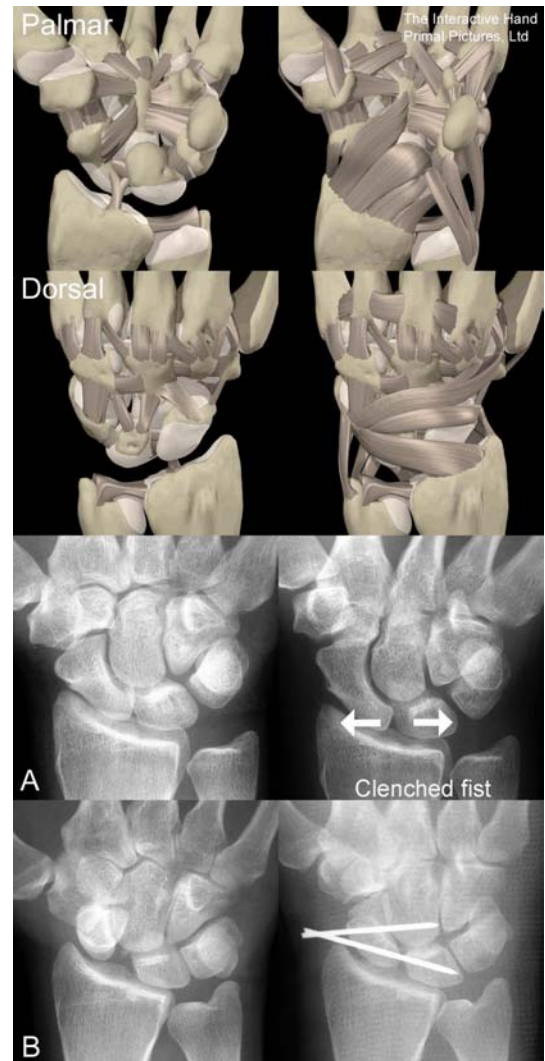 Palmar
The Interactive Hand
Primal Pictures, Ltd
Dorsal
A
Clenched fist
B